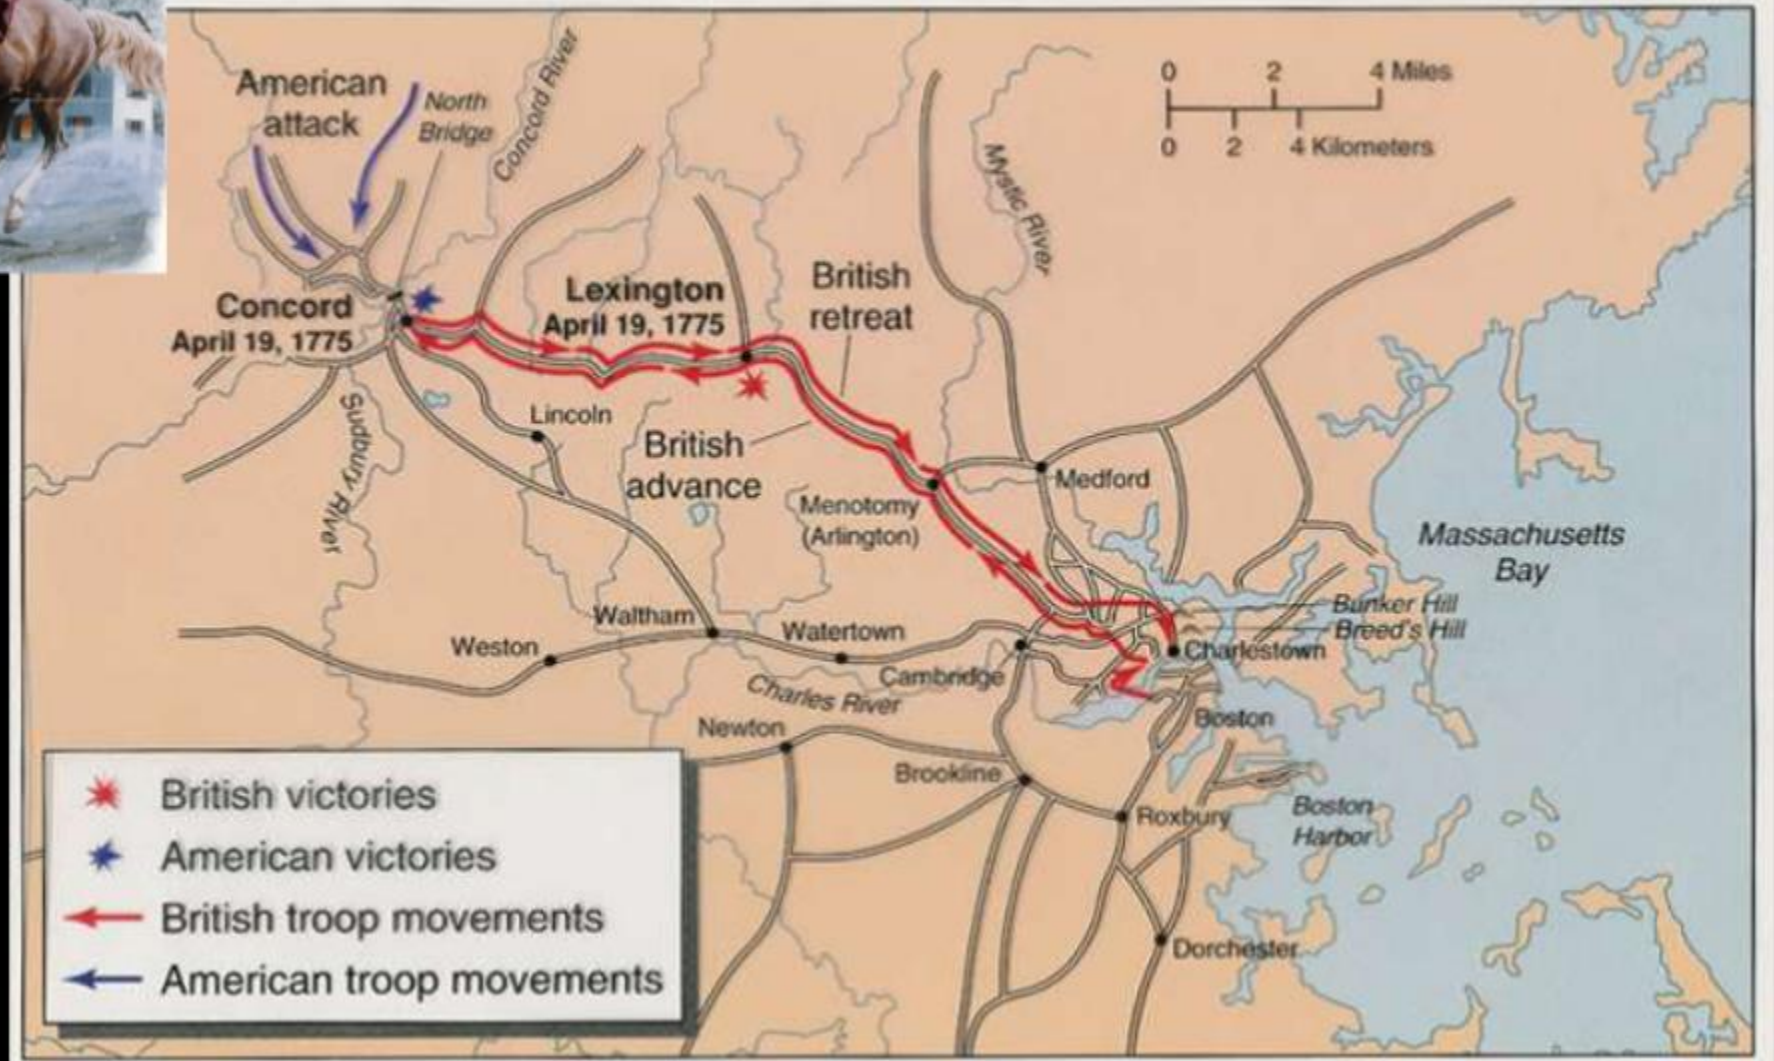 American
attack
North
Bridge
Concord River
Mystic River
0 2 4 Miles
0 2 4 Kilometers
Concord
April 19, 1775
Lexington
April 19, 1775
British
retreat
Sudbury River
Lincoln
British
advance
Menotomy
(Arlington)
Medford
Massachusetts
Bay
Bunker Hill
Breed's Hill
Charlestown
Waltham
Weston
Watertown
Cambridge
Charles River
Newton
Boston
Brookline
Roxbury
Boston
Harbor
Dorchester
British victories
American victories
British troop movements
American troop movements